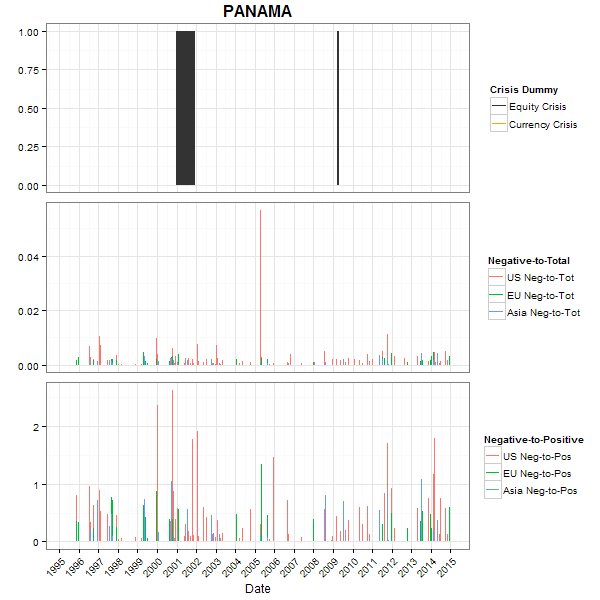 PANAMA
1.00
0.75
0.50
0.25
0.00
Crisis Dummy
Equity Crisis
Currency Crisis
0.04
0.02
0.00
Negative-to-Total
US Neg-to-Tot
EU Neg-to-Tot
Asia Neg-to-Tot
2
1
0
Negative-to-Positive
US Neg-to-Pos
EU Neg-to-Pos
Asia Neg-to-Pos
1995 1996 1997 1998 1999 2000 2001 2002 2003 2004 2005 2006 2007 2008 2009 2010 2011 2012 2013 2014 2015
Date